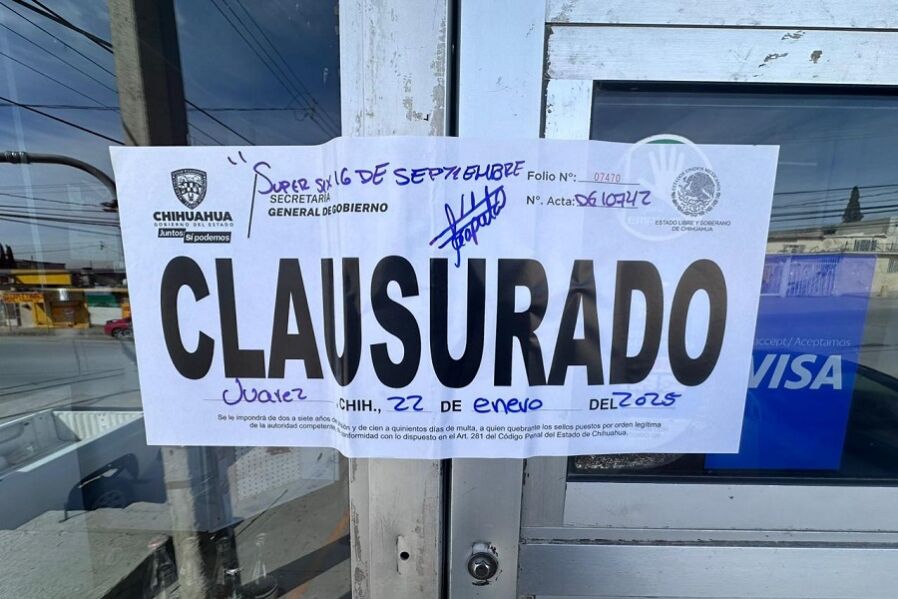 "Super Six 16 DE SEPTIEMBRE
SECRETARÍA
GENERAL DE GOBIERNO
Folio N°: 07470
N°. Acta: DG10742
CHIHUAHUA
GOBIERNO DEL ESTADO
Juntos Sí podemos
ESTADO LIBRE Y SOBERANO
DE CHIHUAHUA
CLAUSURADO
Juarez CHIH., 22 DE enero DEL 2025
Se le impondrá de dos a siete años de prisión y de cien a quinientos días de multa, a quien quebrante los sellos puestos por orden legítima
de la autoridad competente, conformidad con lo dispuesto en el Art. 281 del Código Penal del Estado de Chihuahua.
accept / Aceptamos
VISA